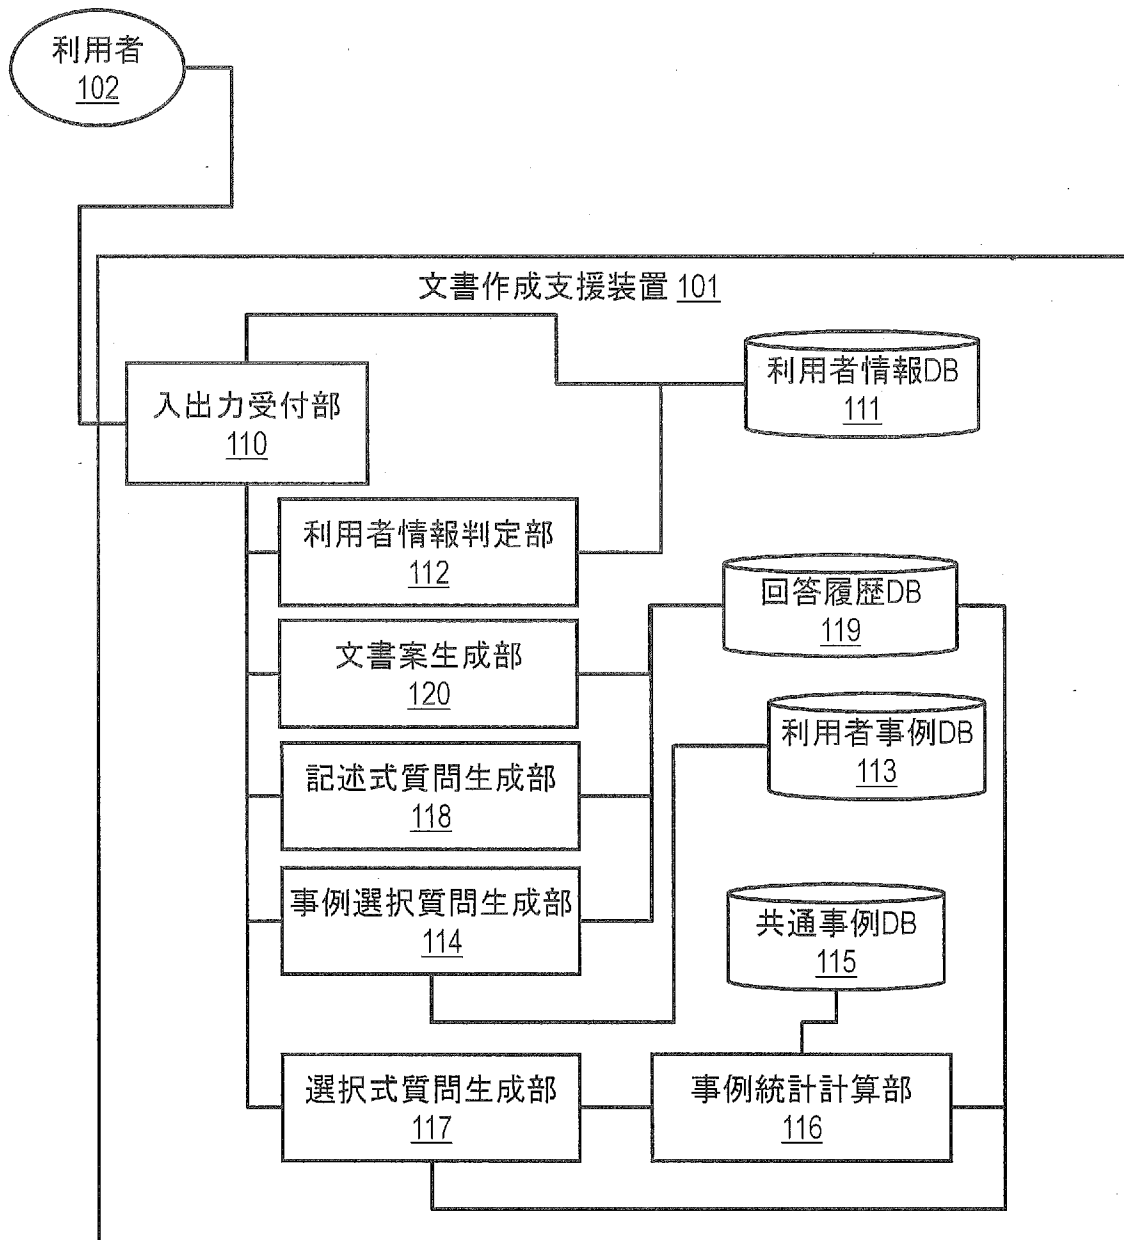 利用者
102
文書作成支援装置 101
入出力受付部
110
利用者情報DB
111
利用者情報判定部
112
回答履歴DB
119
文書案生成部
120
利用者事例DB
113
記述式質問生成部
118
事例選択質問生成部
114
共通事例DB
115
選択式質問生成部
117
事例統計計算部
116